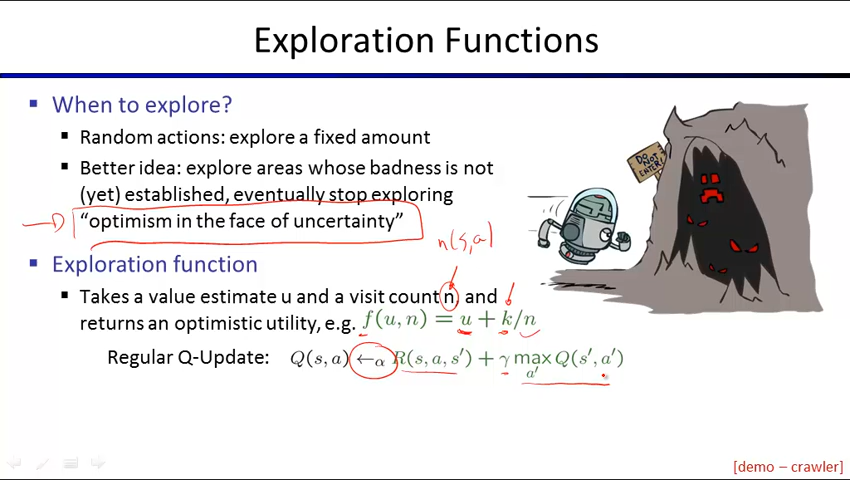 Exploration Functions
When to explore?
Random actions: explore a fixed amount
Better idea: explore areas whose badness is not
(yet) established, eventually stop exploring
“optimism in the face of uncertainty”
n(s,a)
Exploration function
Takes a value estimate u and a visit count n, and
returns an optimistic utility, e.g. f(u, n) = u + k/n
Regular Q-Update: Q(s, a) ←α R(s, a, s′) + γ max Q(s′, a′)
a′
DO NOT ENTER!
[demo – crawler]